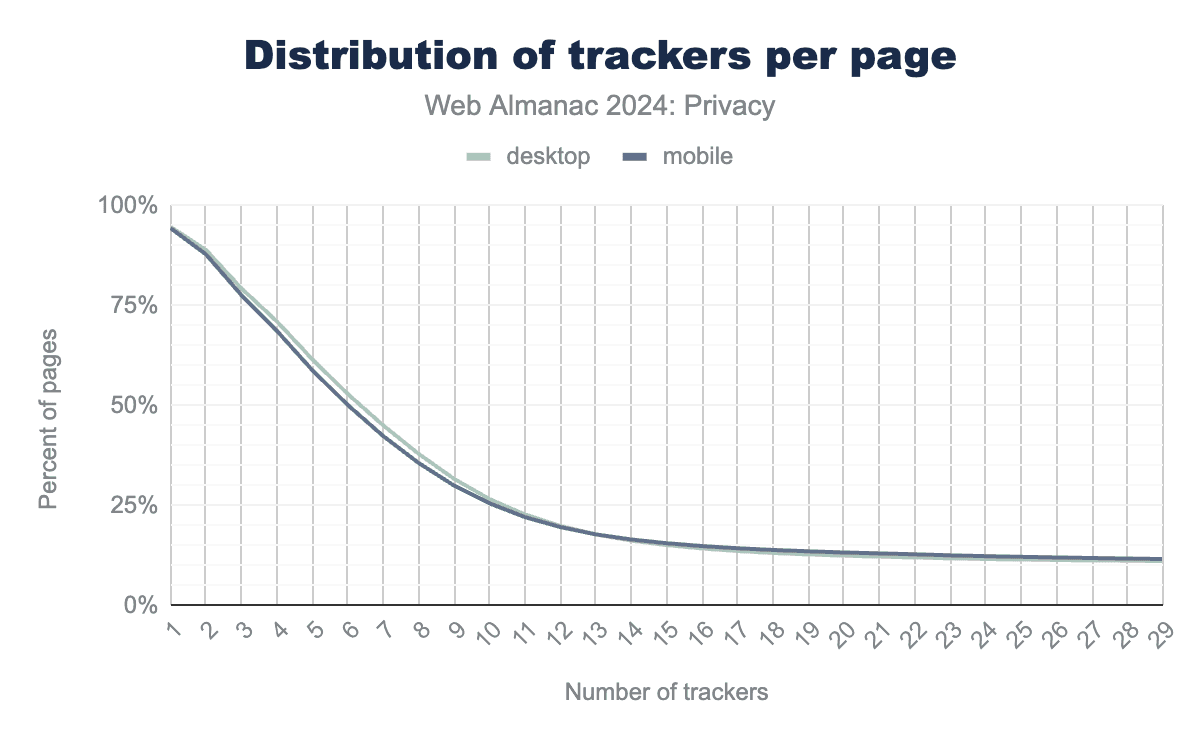 Distribution of trackers per page
Web Almanac 2024: Privacy
desktop mobile
100%
75%
50%
25%
0%
Percent of pages
1 2 3 4 5 6 7 8 9 10 11 12 13 14 15 16 17 18 19 20 21 22 23 24 25 26 27 28 29
Number of trackers